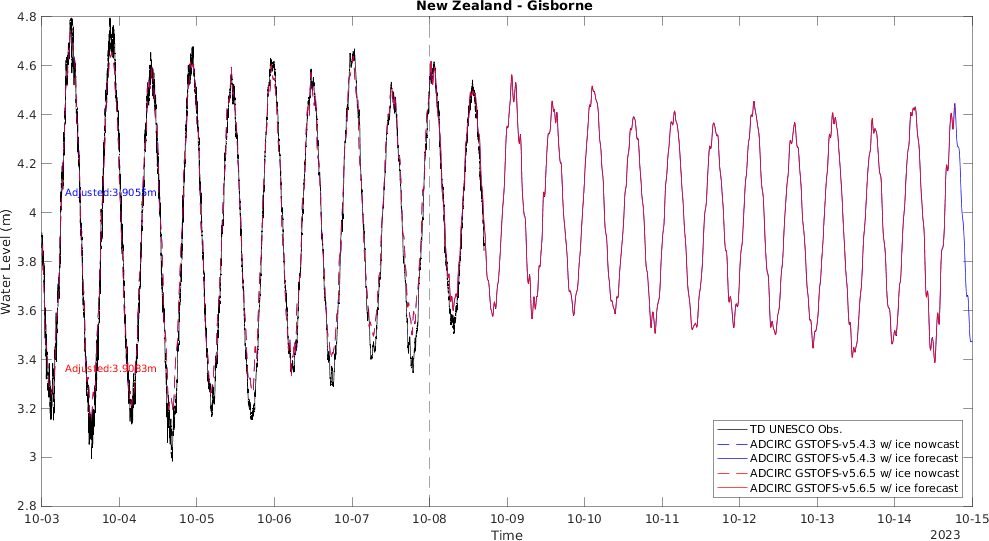 New Zealand - Gisborne
4.8
4.6
4.4
4.2
4
3.8
3.6
3.4
3.2
3
2.8
Water Level (m)
Adjusted:3.9055m
Adjusted:3.9083m
TD UNESCO Obs.
ADCIRC GSTOFS-v5.4.3 w/ ice nowcast
ADCIRC GSTOFS-v5.4.3 w/ ice forecast
ADCIRC GSTOFS-v5.6.5 w/ ice nowcast
ADCIRC GSTOFS-v5.6.5 w/ ice forecast
10-03 10-04 10-05 10-06 10-07 10-08 10-09 10-10 10-11 10-12 10-13 10-14 10-15
Time
2023